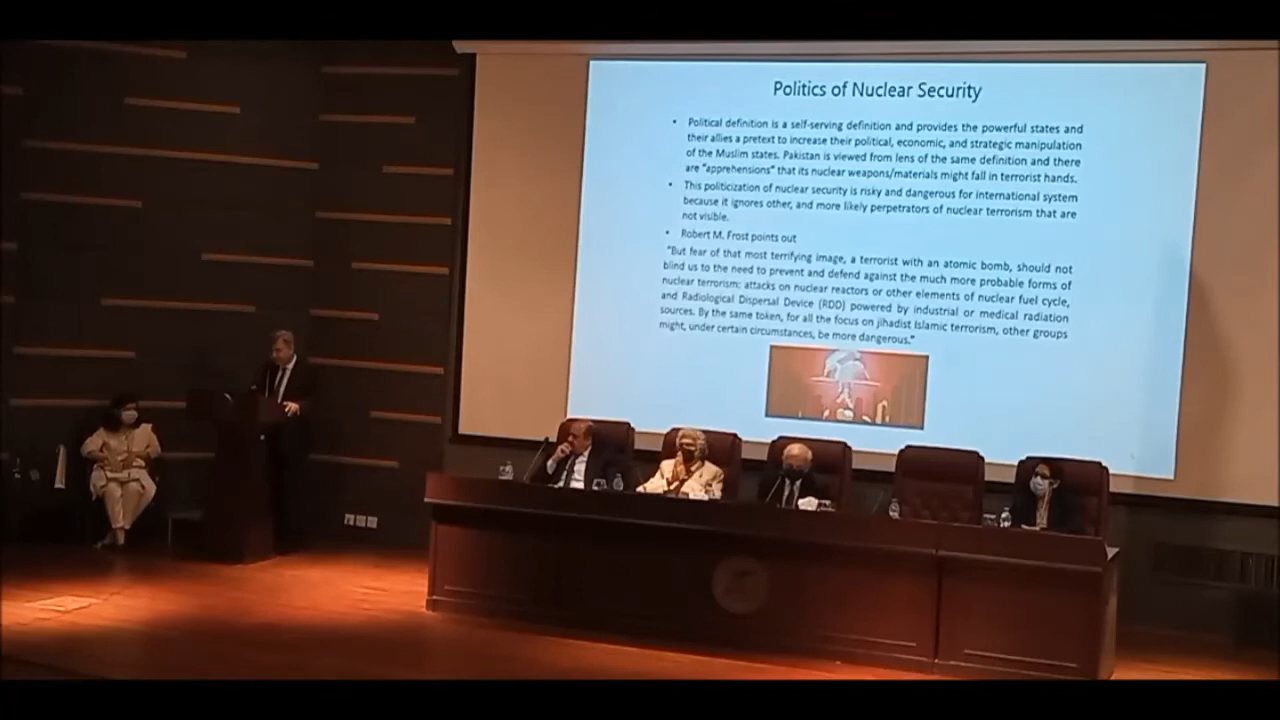 Politics of Nuclear Security
• Political definition is a self-serving definition and provides the powerful states and
their allies a pretext to increase their political, economic, and strategic manipulation
of the Muslim states. Pakistan is viewed from lens of the same definition and there
are "apprehensions" that its nuclear weapons/materials might fall in terrorist hands.
• This politicization of nuclear security is risky and dangerous for international system
because it ignores other, and more likely perpetrators of nuclear terrorism that are
not visible.
• Robert M. Frost points out
"But fear of that most terrifying image, a terrorist with an atomic bomb, should not
blind us to the need to prevent and defend against the much more probable forms of
nuclear terrorism: attacks on nuclear reactors or other elements of nuclear fuel cycle,
and Radiological Dispersal Device (RDD) powered by industrial or medical radiation
sources. By the same token, for all the focus on jihadist Islamic terrorism, other groups
might, under certain circumstances, be more dangerous."